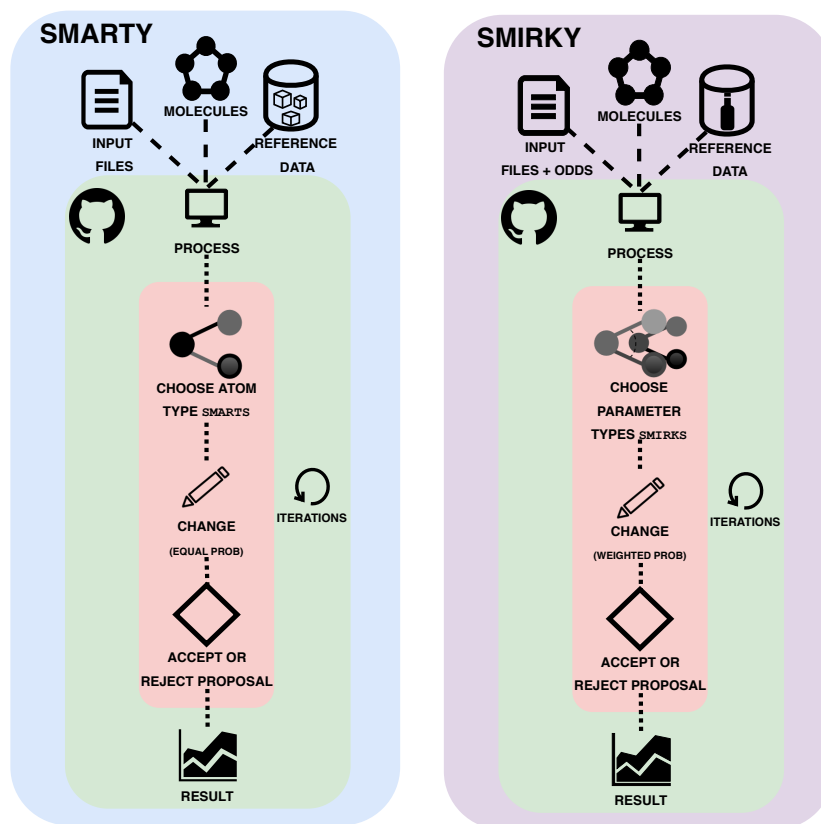 SMARTY
MOLECULES
INPUT
FILES
REFERENCE
DATA
PROCESS
CHOOSE ATOM
TYPE SMARTS
CHANGE
(EQUAL PROB)
ITERATIONS
ACCEPT OR
REJECT PROPOSAL
RESULT
SMIRKY
MOLECULES
INPUT
FILES + ODDS
REFERENCE
DATA
PROCESS
CHOOSE
PARAMETER
TYPES SMIRKS
CHANGE
(WEIGHTED PROB)
ITERATIONS
ACCEPT OR
REJECT PROPOSAL
RESULT